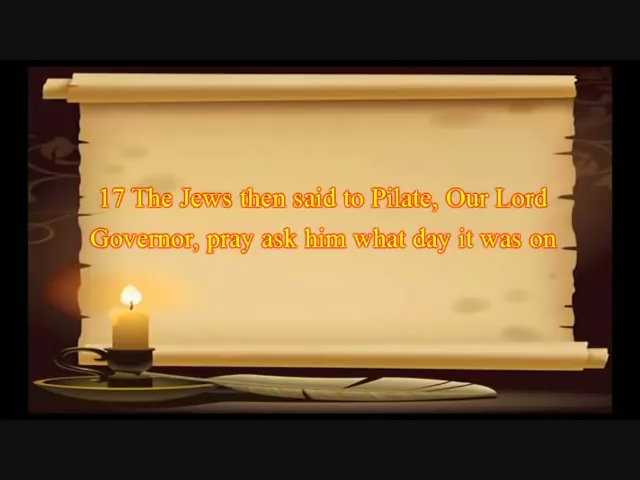 17 The Jews then said to Pilate, Our Lord
Governor, pray ask him what day it was on